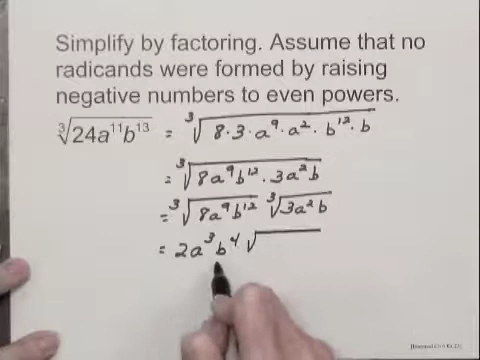 Simplify by factoring. Assume that no
radicands were formed by raising
negative numbers to even powers.
∛24a¹¹b¹³ = ∛8·3·a⁹·a²·b¹²·b
= ∛8a⁹b¹²·3a²b
= ∛8a⁹b¹² ∛3a²b
= 2a³b⁴ √